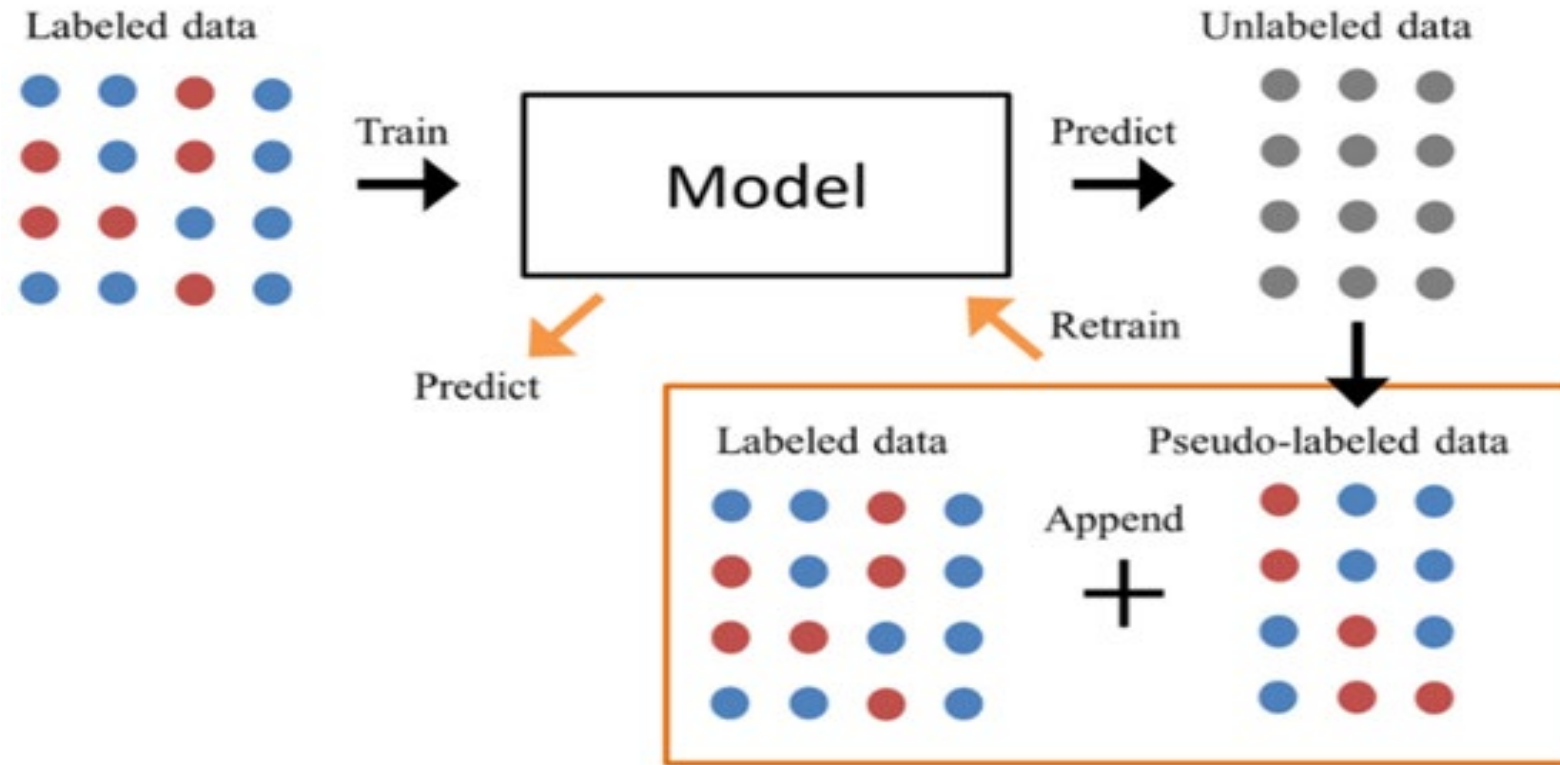 Labeled data
Unlabeled data
Train
Model
Predict
Predict
Retrain
Labeled data
Append
Pseudo-labeled data